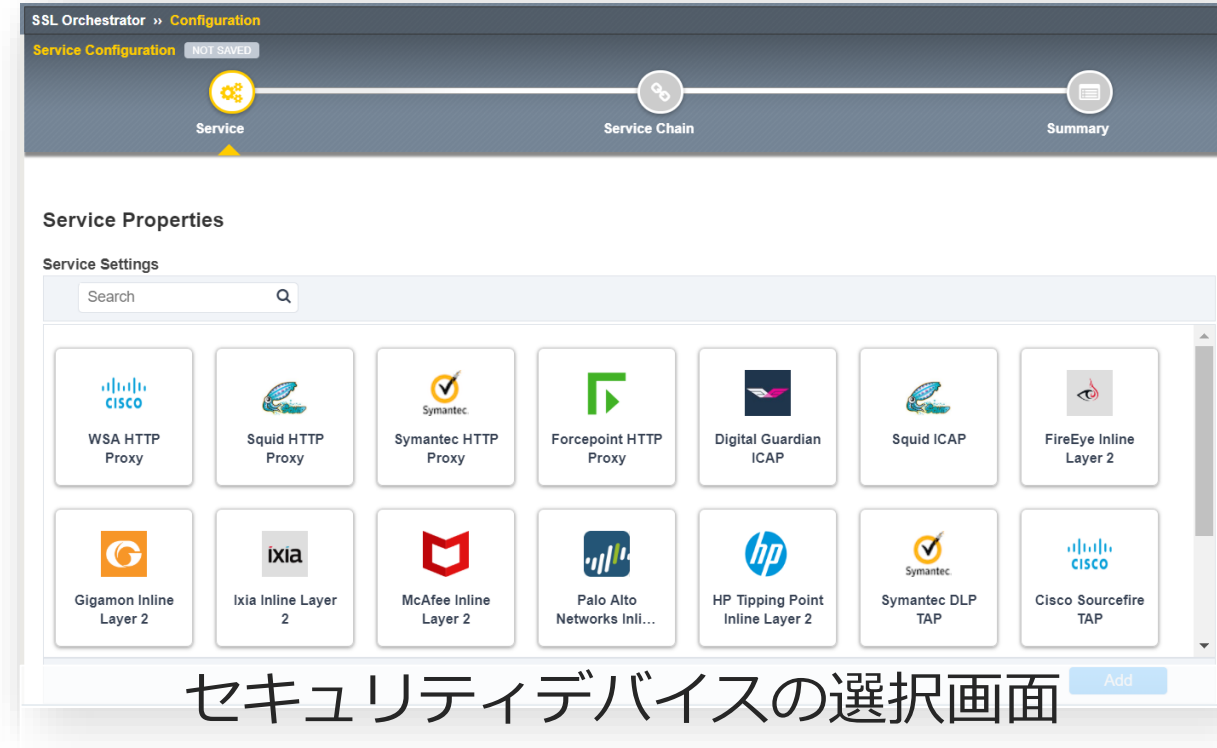 SSL Orchestrator ›› Configuration
Service Configuration NOT SAVED
Service Service Chain Summary
Service Properties
Service Settings
Search
CISCO
WSA HTTP
Proxy
Squid HTTP
Proxy
Symantec.
Symantec HTTP
Proxy
Forcepoint HTTP
Proxy
Digital Guardian
ICAP
Squid ICAP
FireEye Inline
Layer 2
G
Gigamon Inline
Layer 2
ixia
Ixia Inline Layer
2
McAfee Inline
Layer 2
Palo Alto
Networks Inli...
hp
HP Tipping Point
Inline Layer 2
Symantec.
Symantec DLP
TAP
CISCO
Cisco Sourcefire
TAP
Add
セキュリティデバイスの選択画面